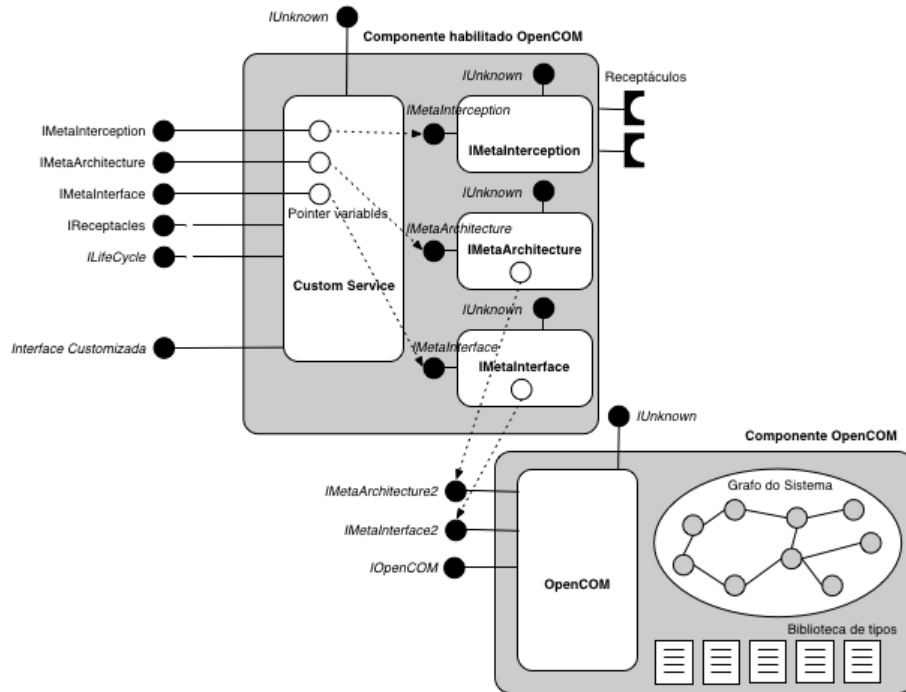 IUnknown
Componente habilitado OpenCOM
IUnknown
Receptáculos
IMetaInterception
IMetaInterception
IMetaInterception
IMetaArchitecture
IUnknown
IMetaInterface
Pointer variables
IReceptacles
IMetaArchitecture
IMetaArchitecture
ILifeCycle
Custom Service
IUnknown
Interface Customizada
IMetaInterface
IMetaInterface
IUnknown
Componente OpenCOM
Grafo do Sistema
IMetaArchitecture2
IMetaInterface2
IOpenCOM
OpenCOM
Biblioteca de tipos